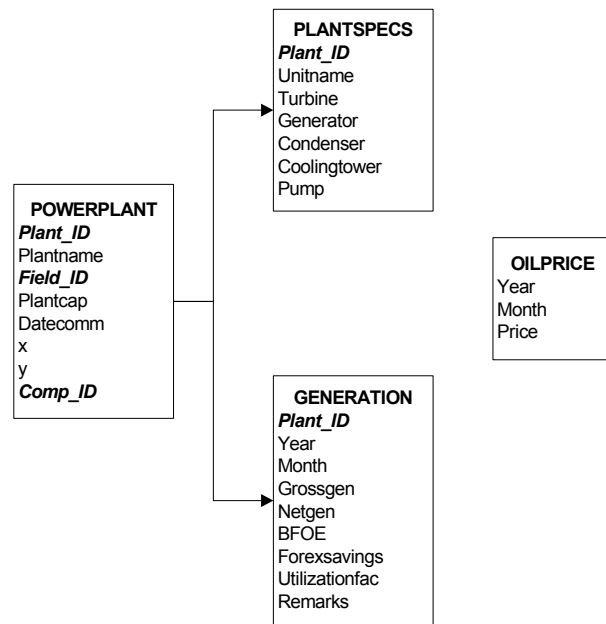 PLANTSPECS
Plant_ID
Unitname
Turbine
Generator
Condenser
Coolingtower
Pump
POWERPLANT
Plant_ID
Plantname
Field_ID
Plantcap
Datecomm
x
y
Comp_ID
OILPRICE
Year
Month
Price
GENERATION
Plant_ID
Year
Month
Grossgen
Netgen
BFOE
Forexsavings
Utilizationfac
Remarks